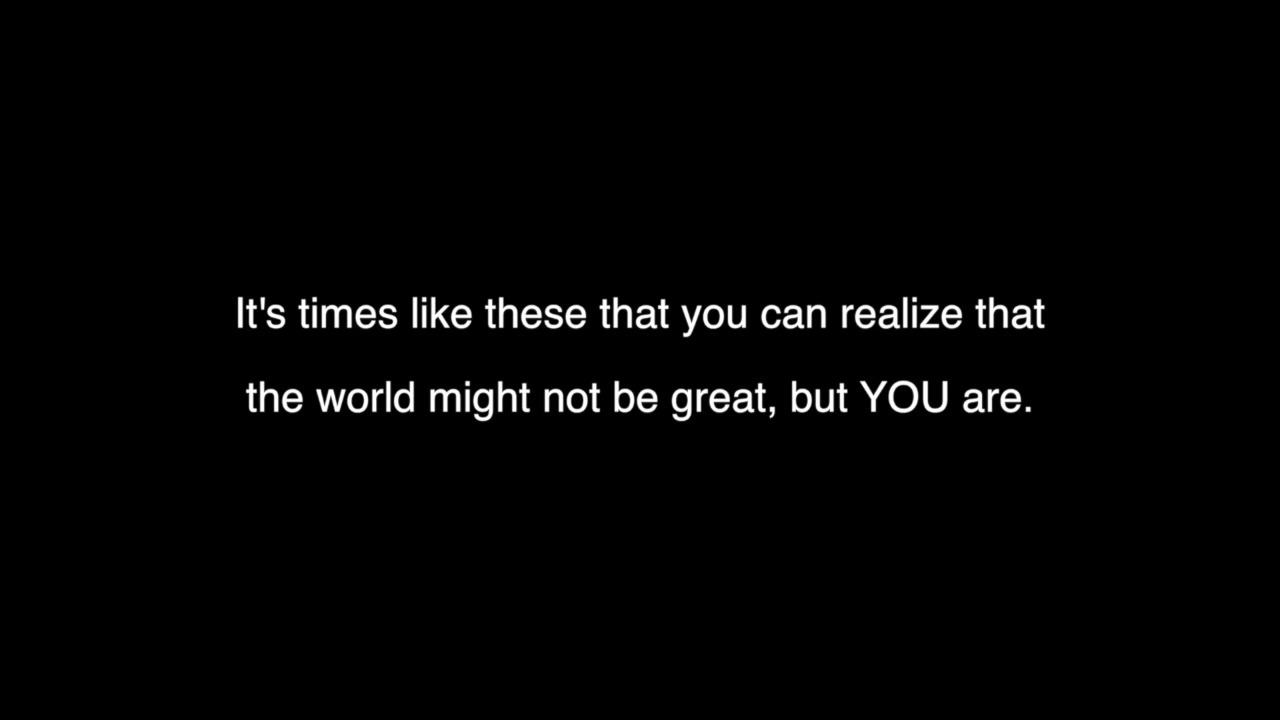 It's times like these that you can realize that
the world might not be great, but YOU are.